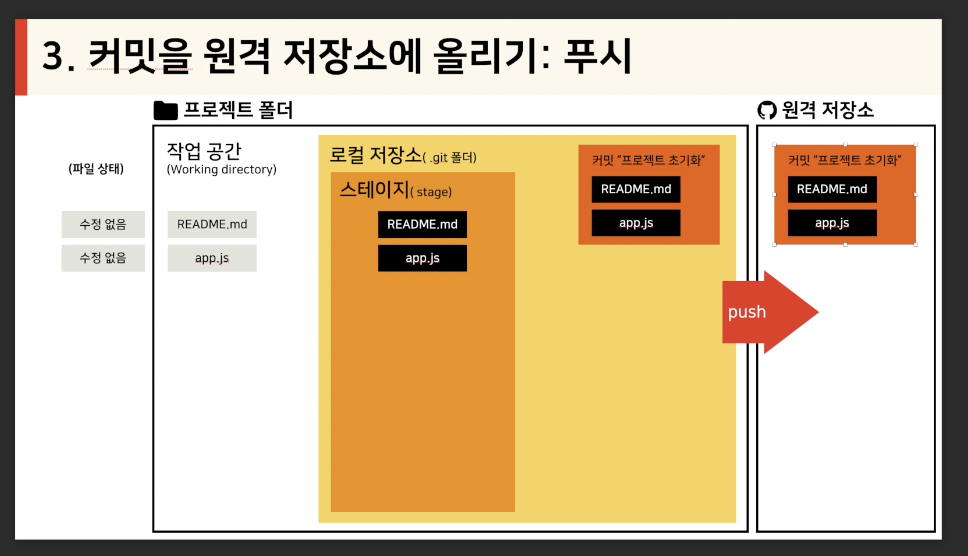 3. 커밋을 원격 저장소에 올리기: 푸시
프로젝트 폴더
원격 저장소
(파일 상태)
작업 공간
(Working directory)
로컬 저장소( .git 폴더)
스테이지( stage)
커밋 “프로젝트 초기화”
README.md
app.js
커밋 “프로젝트 초기화”
README.md
app.js
수정 없음
README.md
README.md
수정 없음
app.js
app.js
push